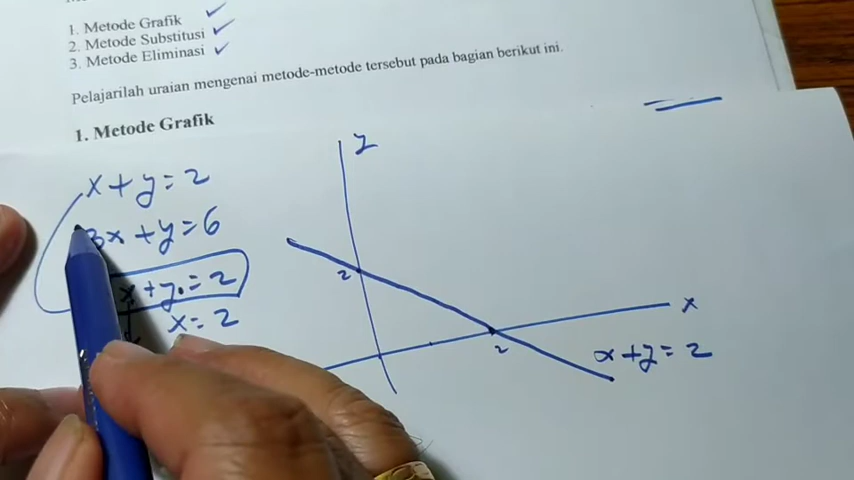 1. Metode Grafik
2. Metode Substitusi
3. Metode Eliminasi
Pelajarilah uraian mengenai metode-metode tersebut pada bagian berikut ini.
1. Metode Grafik
x + y = 2
3x + y = 6
x + y = 2
x = 2
y
2
2
x
x + y = 2